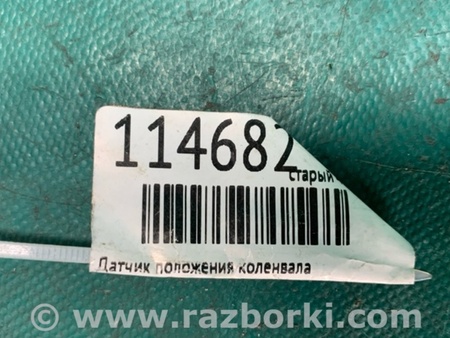 114682
старый
Датчик положения коленвала
www.razborki.com